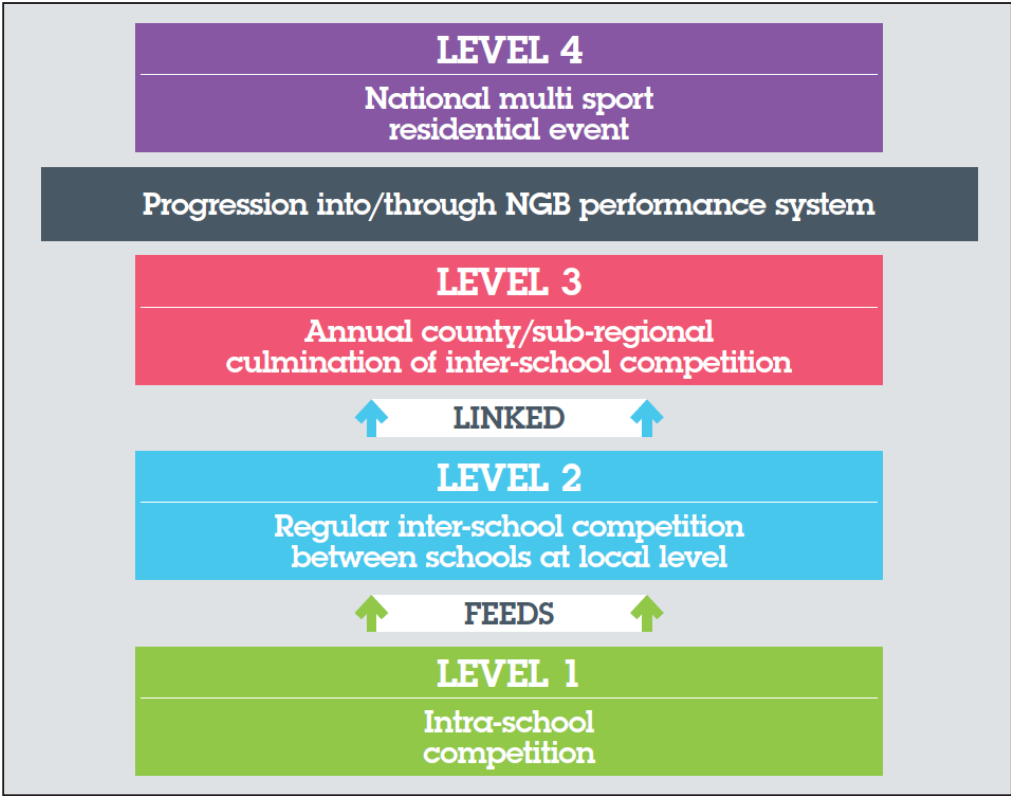 LEVEL 4
National multi sport
residential event
Progression into/through NGB performance system
LEVEL 3
Annual county/sub-regional
culmination of inter-school competition
LINKED
LEVEL 2
Regular inter-school competition
between schools at local level
FEEDS
LEVEL 1
Intra-school
competition